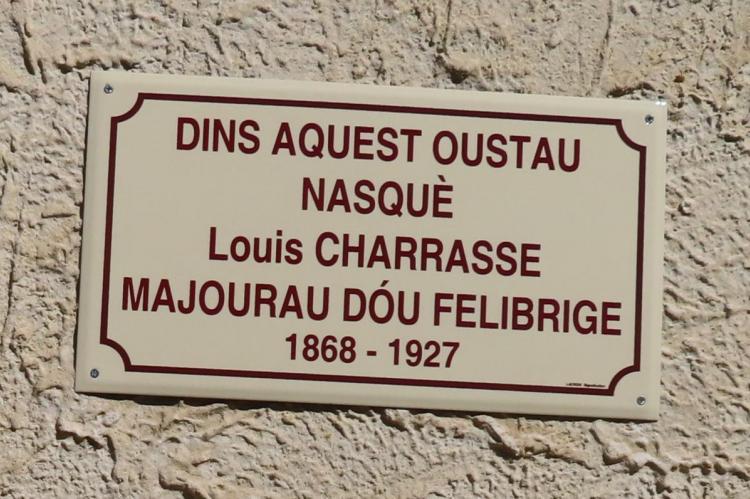 DINS AQUEST OUSTAU
NASQUÈ
Louis CHARRASSE
MAJOURAU DÓU FELIBRIGE
1868 - 1927